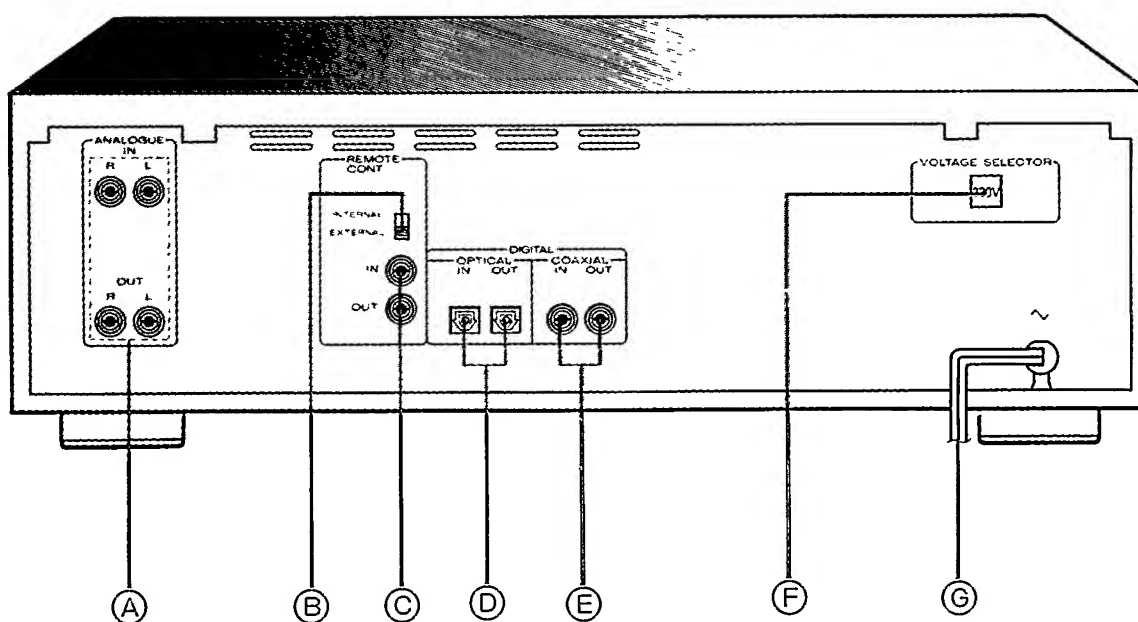 ANALOGUE
IN
R L
OUT
R L
REMOTE
CONT
INTERNAL
EXTERNAL
IN
OUT
DIGITAL
OPTICAL
IN OUT
COAXIAL
IN OUT
VOLTAGE SELECTOR
~
A B C D E F G